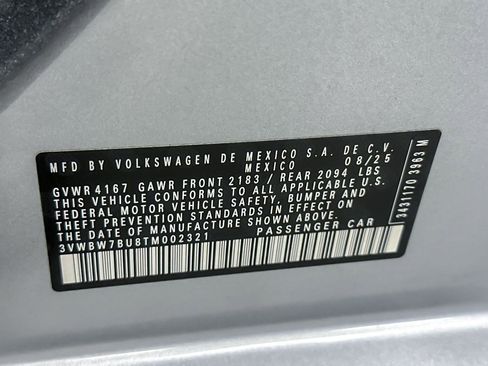 MFD BY VOLKSWAGEN DE MEXICO S.A. DE C.V.
MEXICO 08/25
GVWR 4167 GAWR FRONT 2183 / REAR 2094 LBS
THIS VEHICLE CONFORMS TO ALL APPLICABLE
FEDERAL MOTOR VEHICLE SAFETY, BUMPER AND
THEFT PREVENTION STANDARDS IN EFFECT ON
THE DATE OF MANUFACTURE SHOWN ABOVE.
3VWBW7BU8TM002321 PASSENGER CAR
3431170 3963 M